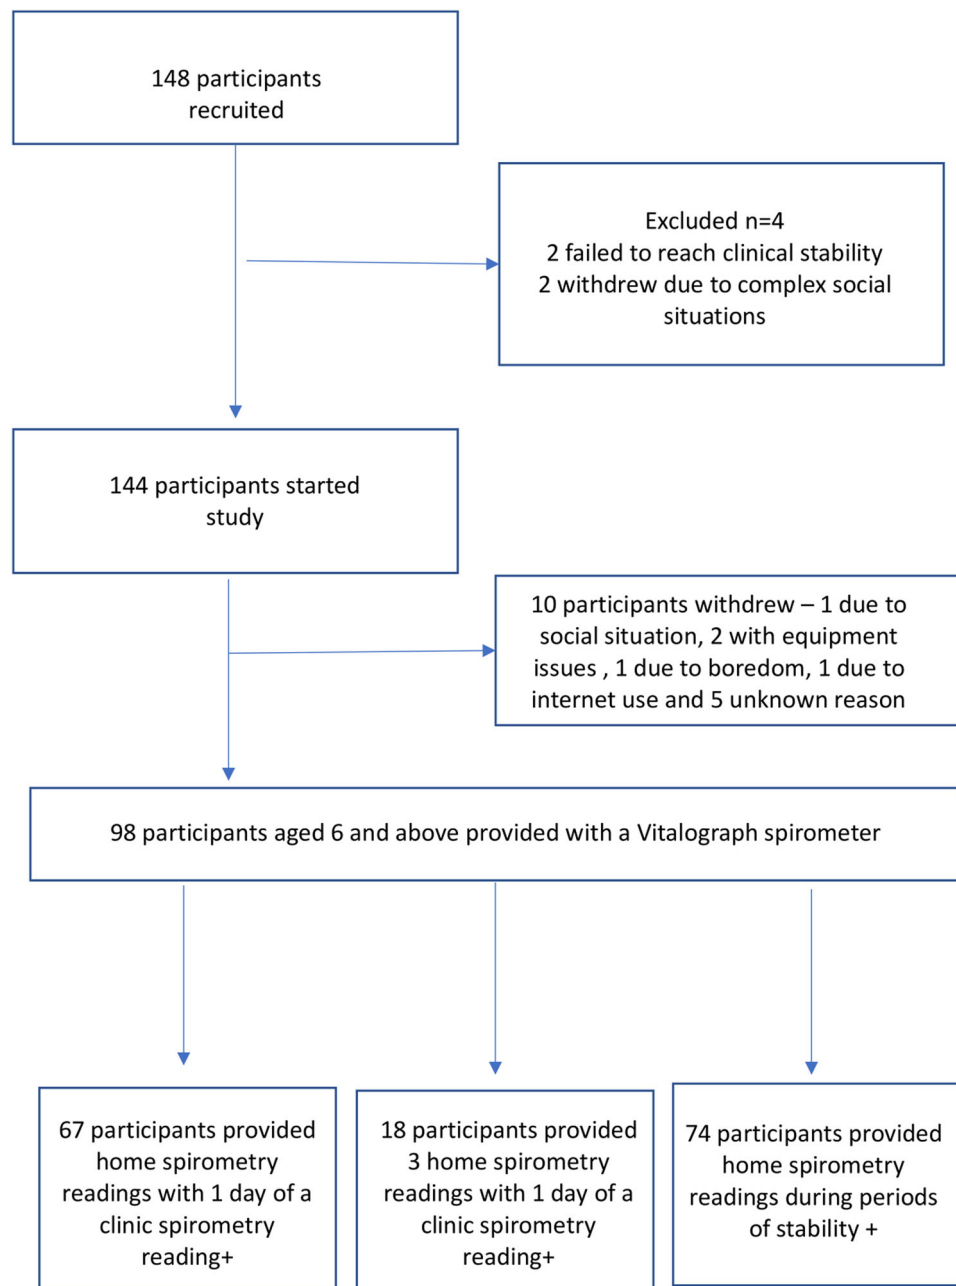 148 participants
recruited
Excluded n=4
2 failed to reach clinical stability
2 withdrew due to complex social
situations
144 participants started
study
10 participants withdrew – 1 due to
social situation, 2 with equipment
issues , 1 due to boredom, 1 due to
internet use and 5 unknown reason
98 participants aged 6 and above provided with a Vitalograph spirometer
67 participants provided
home spirometry
readings with 1 day of a
clinic spirometry
reading+
18 participants provided
3 home spirometry
readings with 1 day of a
clinic spirometry
reading+
74 participants provided
home spirometry
readings during periods
of stability +